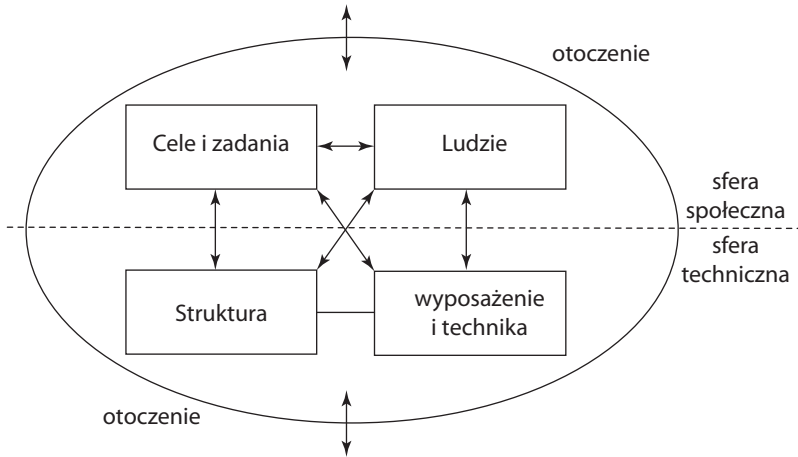 otoczenie
Cele i zadania
Ludzie
sfera
społeczna
sfera
techniczna
Struktura
wyposażenie
i technika
otoczenie